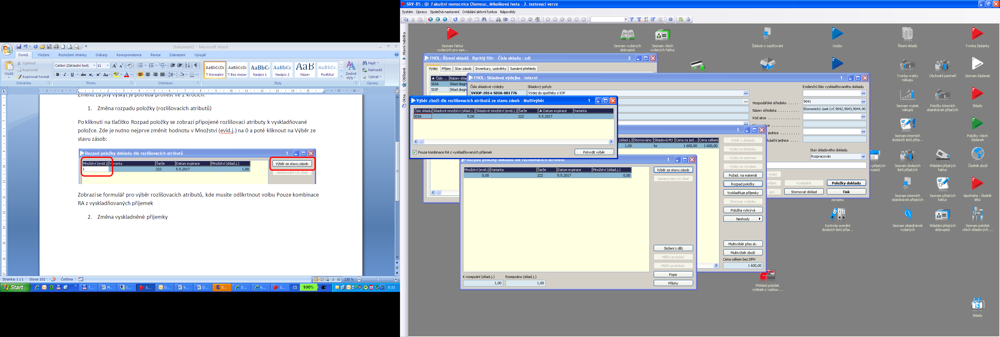 Dokument2 - Microsoft Word
Domů Vložení Rozložení stránky Odkazy Korespondence Revize Zobrazení Vývojář
Vložit
Vyjmout
Kopírovat
Kopírovat formát
Schránka
Calibri (Základní text) 11
Písmo
Odstavec
AaBbCcDc AaBbCcDc AaBbC AaBbCc AaB AaBbCc.
¶ Normální ¶ Bez mezer Nadpis 1 Nadpis 2 Název Podtitul
Změnit styly
Styly
Najít
Nahradit
Vybrat
Úpravy
Změnu za jiný výskyt je potřeba provést ve 2 krocích:
1. Změna rozpadu položky (rozlišovacích atributů)
Po kliknutí na tlačítko Rozpad položky se zobrazí připojené rozlišovací atributy k vyskladňované
položce. Zde je nutno nejprve změnit hodnotu v Množství (evid.j.) na 0 a poté kliknout na Výběr ze
stavu zásob:
Rozpad položky dokladu dle rozlišovacích atributů 1
Množství (evid.j) Varianta Šarže Datum expirace Množství (sklad.j.)
1 222 5.5.2017 1,00
Výběr ze stavu zásob
Generování výr.čísel
Zobrazí se formulář pro výběr rozlišovacích atributů, kde musíte odškrtnout volbu Pouze kombinace
RA z vyskladňovaných příjemek
2. Změna vyskladněné příjemky
Stránka: 1 z 1 Slova: 102 Čeština 130 %
Start T... M.. t... S... D... V... D... E... D... h... S... CS 100% 8:33
SRV-85 : QI Fakultní nemocnice Olomouc, Mikošková Iveta - 2. testovací verze
Systém Úpravy Společná nastavení Ovládání aktivní funkce Nápovědy
Hlavní nabídka
Oblíbené
Okna
Seznam faktur vydaných pro sam...
Seznam vydaných dobropisů
Seznam všech vydaných faktur
Žádosti o zaúčtování
Osoby
Řízení skladů
Tvorba žádanky
FNOL: Řízení skladů Rychlý filtr - Číslo skladu : sdi 2
Výdej Příjem Stav zásob Inventury, uzávěrky Sumární přehledy
Číslo ... Název skla
SDIA Sklad diagn
SDIP Sklad diagn
FNOL: Skladová výdejka - interní 1
Číslo skladové výdejky Skladový pohyb Evidenční číslo vyskladňovaného dokladu
SVIOP-2014-SDIA-001776 Výdej do spotřeby z IOP
Hospodářské středisko . . . . . 9041
Název střediska Ekonomický úsek (vč.9042,9043,9044,90
Kód akce
jednice
kulační jednice
Stav skladového dokladu
Rozpracován
výdej
příjem Vyskladnit Položky dokladu
- aut. Stornovat doklad Tisk
Výběr zboží dle rozlišovacích atributů ze stavu zásob - Multivýběr 1
Číslo skladu Skladové množství (sklad.j.) Skladové množství (evid.j.) Šarže Datum expirace Varianta
SDIA 5,00 222 5.5.2017
Pouze kombinace RA z vyskladňovaných příjemek
Potvrdit výběr
1
(sklad.j.) Stornováno Skladová MJ Cena za jed... Cena celkem
1,00 ks 1 600,00 1 600,00
Výběr z dokladu
Výdej na žádanky
Výdej na operace
Výdej na výrobek
Požad. na materiál
Rozpad položky
Vyskladňuje příjemky
Stornuje výdejku
Položka vykrývá
Neshody
Multivýběr přes sk.
Multivýběr zboží
Cena celkem bez DPH
1 600,00
Rozpad položky dokladu dle rozlišovacích atributů 1
Množství (evid.j) Varianta Šarže Datum expirace Množství (sklad.j.)
0,00 222 5.5.2017 0,00
Výběr ze stavu zásob
Generování výr.čísel
Složení z dílů
Měřicí protokol
Měřicí protokoly
Popis
Přílohy
K rozepsání (sklad.j.) Rozepsáno (sklad.j.)
1,00 1,00
Tvorba vratky nákupu
Obchodní partneři
Seznam žádanek
Seznam vratek nákupů
Položky interních objednávek přijatých
Sklady
Seznam interních dodacích listů přija...
Položky všech žádanek
Seznam dodacích listů přijatých
Vkládání přijatých faktur
Číselník zboží
Seznam interních objednávek přijatých
Seznam přijatých faktur
Apotheke - číselník léků
závazků
Kontrola ocenění dodacích listů přija...
Seznam objednávek vydaných
Vkládání přijatých dobropisů
Seznam položek všech skladových ...
Přehled položek výdejek s vazbou ...
13
Sklady